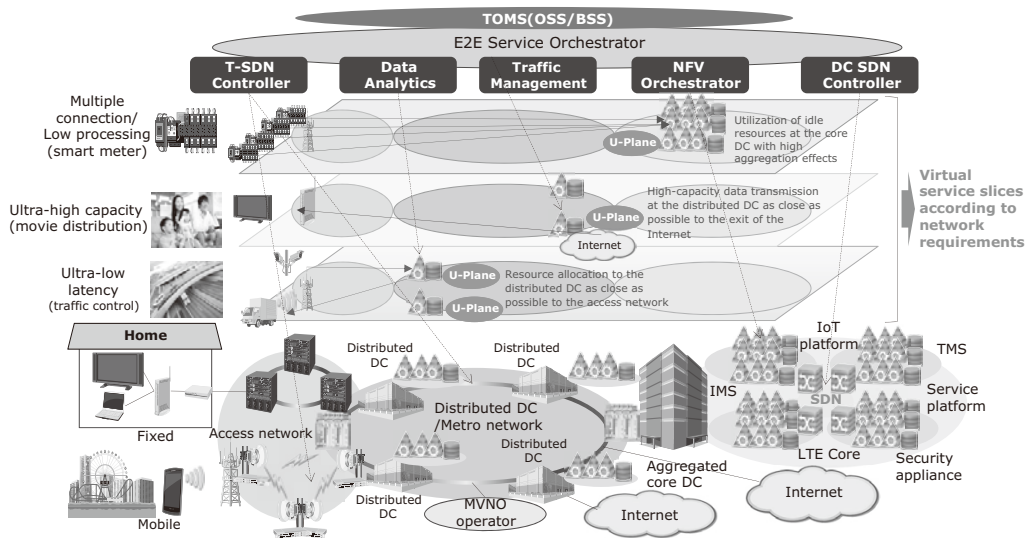 TOMS(OSS/BSS)
E2E Service Orchestrator
T-SDN
Controller
Data
Analytics
Traffic
Management
NFV
Orchestrator
DC SDN
Controller
Multiple
connection/
Low processing
(smart meter)
U-Plane
Utilization of idle
resources at the core
DC with high
aggregation effects
Ultra-high capacity
(movie distribution)
U-Plane
High-capacity data transmission
at the distributed DC as close as
possible to the exit of the
Internet
Internet
Virtual
service slices
according to
network
requirements
Ultra-low
latency
(traffic control)
U-Plane
U-Plane
Resource allocation to the
distributed DC as close as
possible to the access network
Home
Fixed
Mobile
Access network
Distributed
DC
Distributed
DC
Distributed DC
/Metro network
Distributed
DC
Distributed
DC
MVNO
operator
Internet
Aggregated
core DC
IMS
IoT
platform
TMS
SDN
Service
platform
LTE Core
Security
appliance
Internet